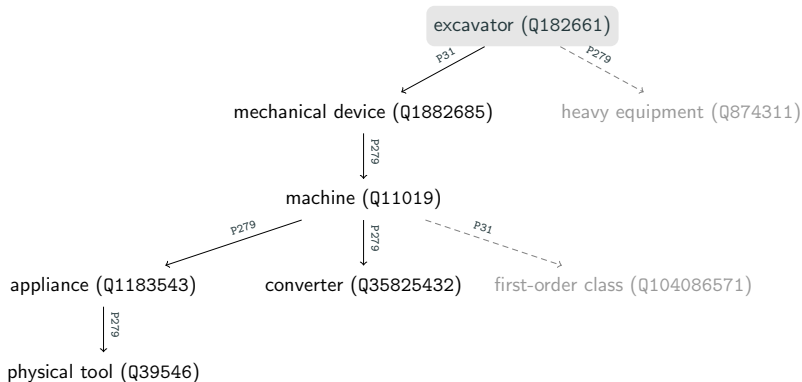 excavator (Q182661)
P31
P279
mechanical device (Q1882685)
heavy equipment (Q874311)
P279
machine (Q11019)
P279
P279
P31
appliance (Q1183543)
converter (Q35825432)
first-order class (Q104086571)
P279
physical tool (Q39546)